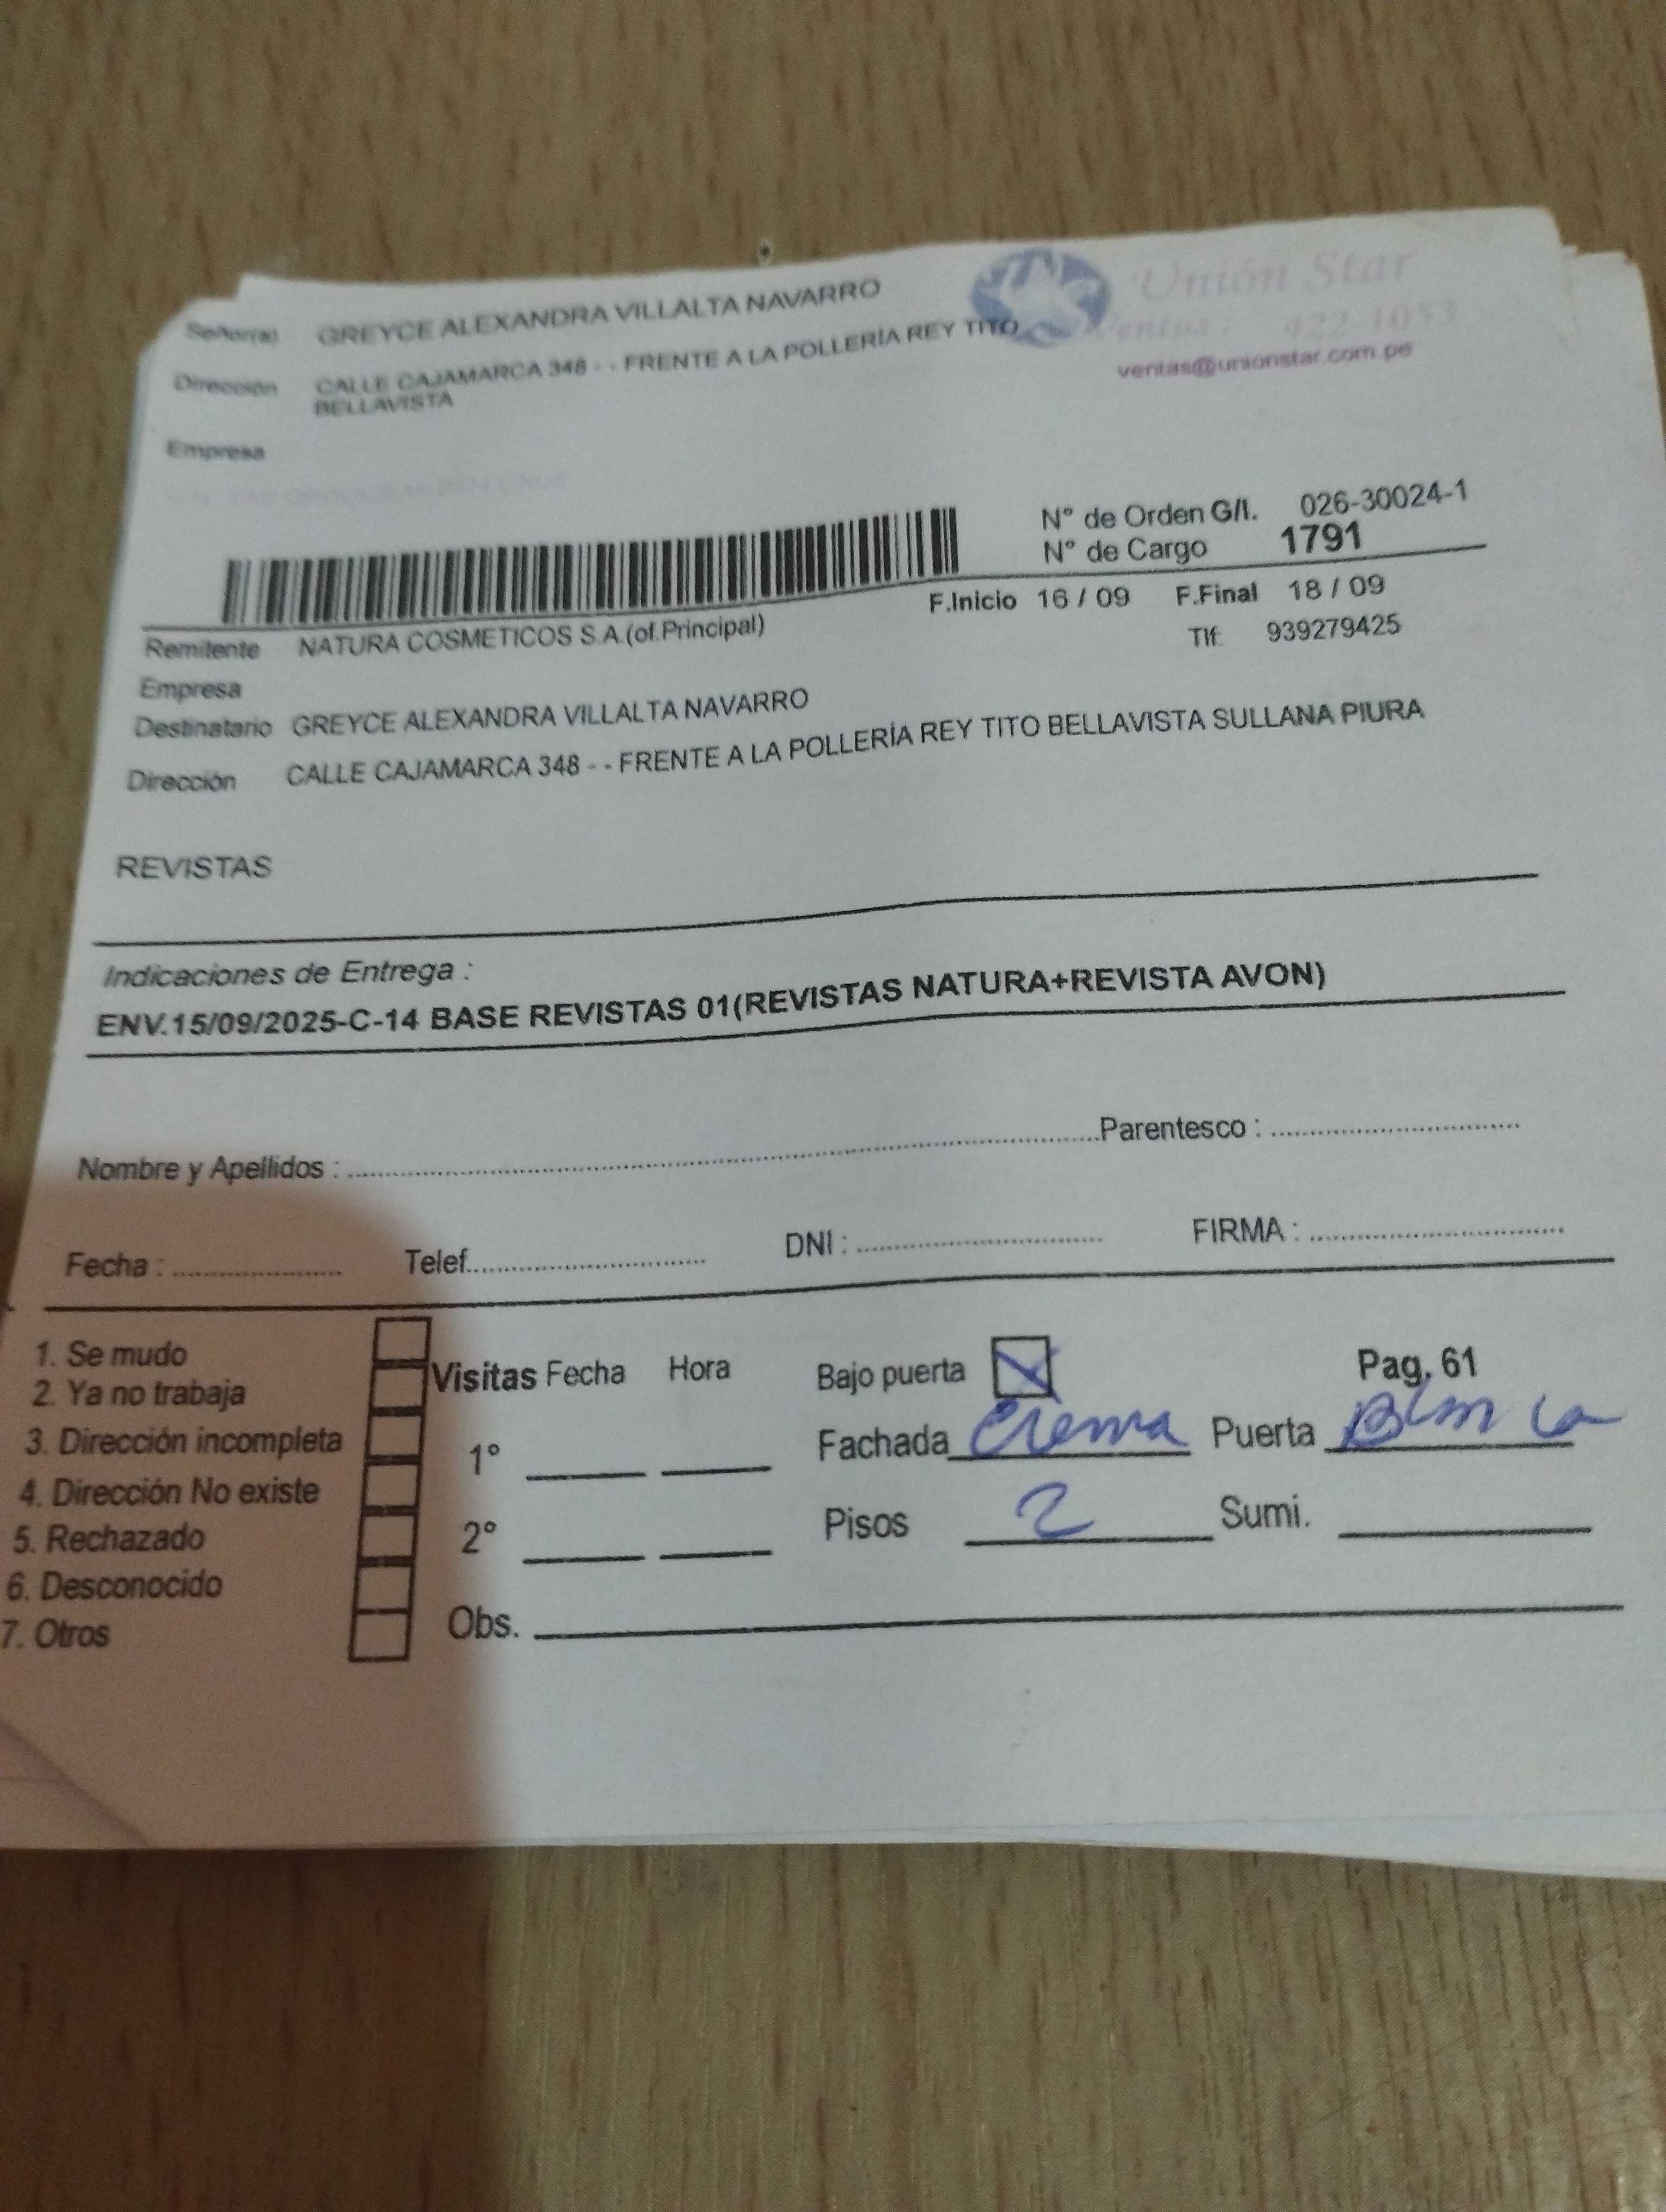 Señor(a) GREYCE ALEXANDRA VILLALTA NAVARRO
Unión Star
Ventas: 422-1053
ventas@unionstar.com.pe
Dirección CALLE CAJAMARCA 348 - - FRENTE A LA POLLERÍA REY TITO
BELLAVISTA
Empresa
N° de Orden G/I. 026-30024-1
N° de Cargo 1791
F.Inicio 16 / 09 F.Final 18 / 09
Remitente NATURA COSMETICOS S.A.(of.Principal) Tlf: 939279425
Empresa
Destinatario GREYCE ALEXANDRA VILLALTA NAVARRO
Dirección CALLE CAJAMARCA 348 - - FRENTE A LA POLLERÍA REY TITO BELLAVISTA SULLANA PIURA
REVISTAS
Indicaciones de Entrega :
ENV.15/09/2025-C-14 BASE REVISTAS 01(REVISTAS NATURA+REVISTA AVON)
Nombre y Apellidos : Parentesco :
Fecha : Telef. DNI : FIRMA :
1. Se mudo
2. Ya no trabaja
3. Dirección incompleta
4. Dirección No existe
5. Rechazado
6. Desconocido
7. Otros
Visitas Fecha Hora
1°
2°
Obs.
Bajo puerta Pag. 61
Fachada Crema Puerta Blanca
Pisos 2 Sumi.